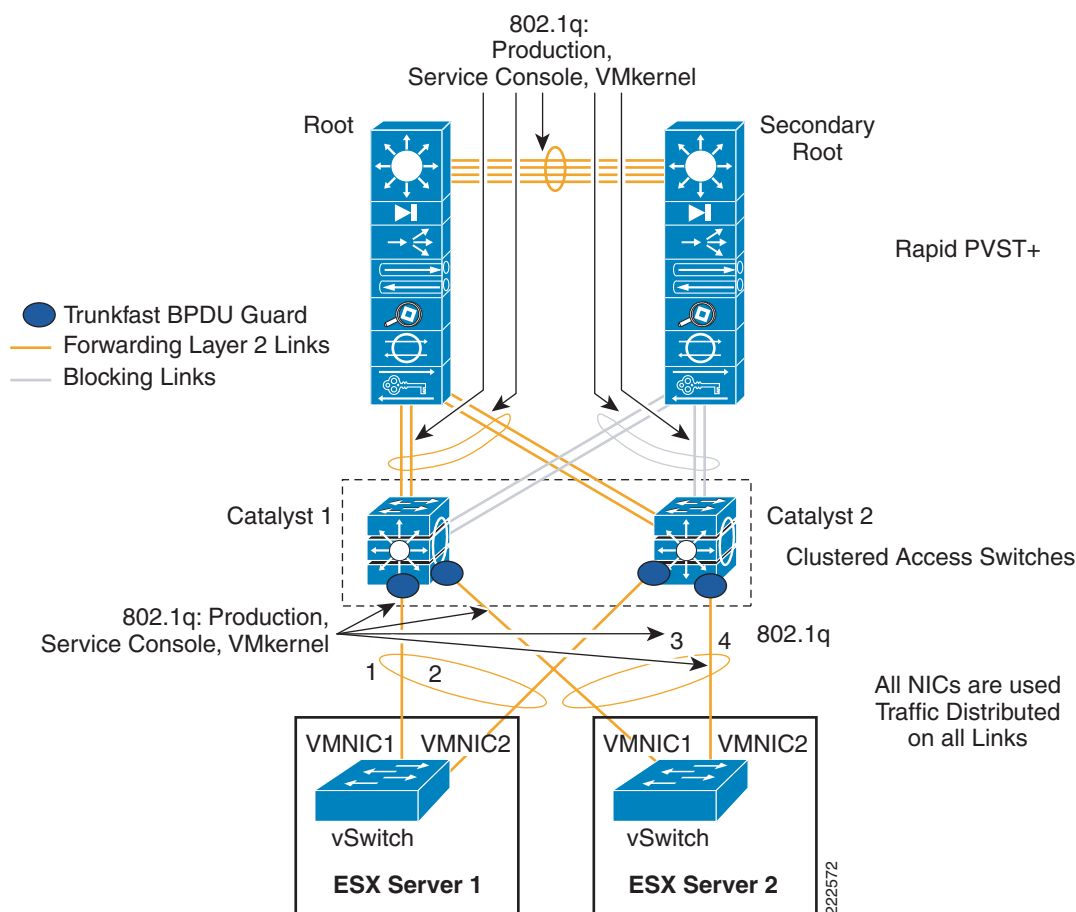 802.1q:
Production,
Service Console, VMkernel
Root
Secondary
Root
Rapid PVST+
Trunkfast BPDU Guard
Forwarding Layer 2 Links
Blocking Links
Catalyst 1
Catalyst 2
Clustered Access Switches
802.1q: Production,
Service Console, VMkernel
3
4
802.1q
1
2
All NICs are used
Traffic Distributed
on all Links
VMNIC1
VMNIC2
VMNIC1
VMNIC2
vSwitch
vSwitch
ESX Server 1
ESX Server 2
222572